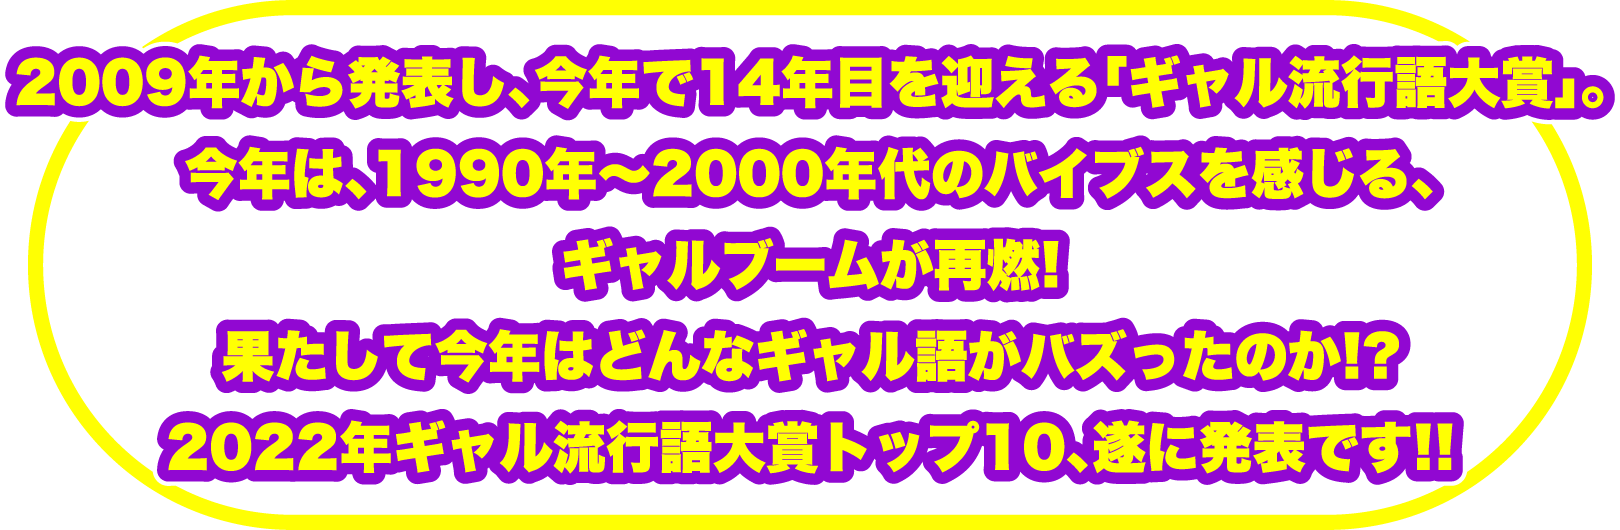 2009年から発表し、今年で14年目を迎える｢ギャル流行語大賞｣。
今年は、1990年〜2000年代のバイブスを感じる、
ギャルブームが再燃!
果たして今年はどんなギャル語がバズったのか!?
2022年ギャル流行語大賞トップ10、遂に発表です!!